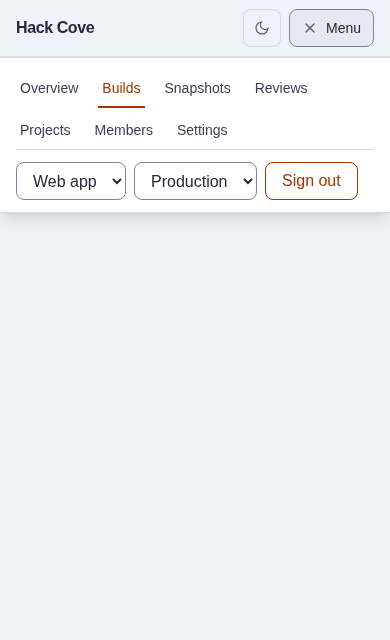 Hack Cove Menu
Overview Builds Snapshots Reviews
Projects Members Settings
Web app Production Sign out